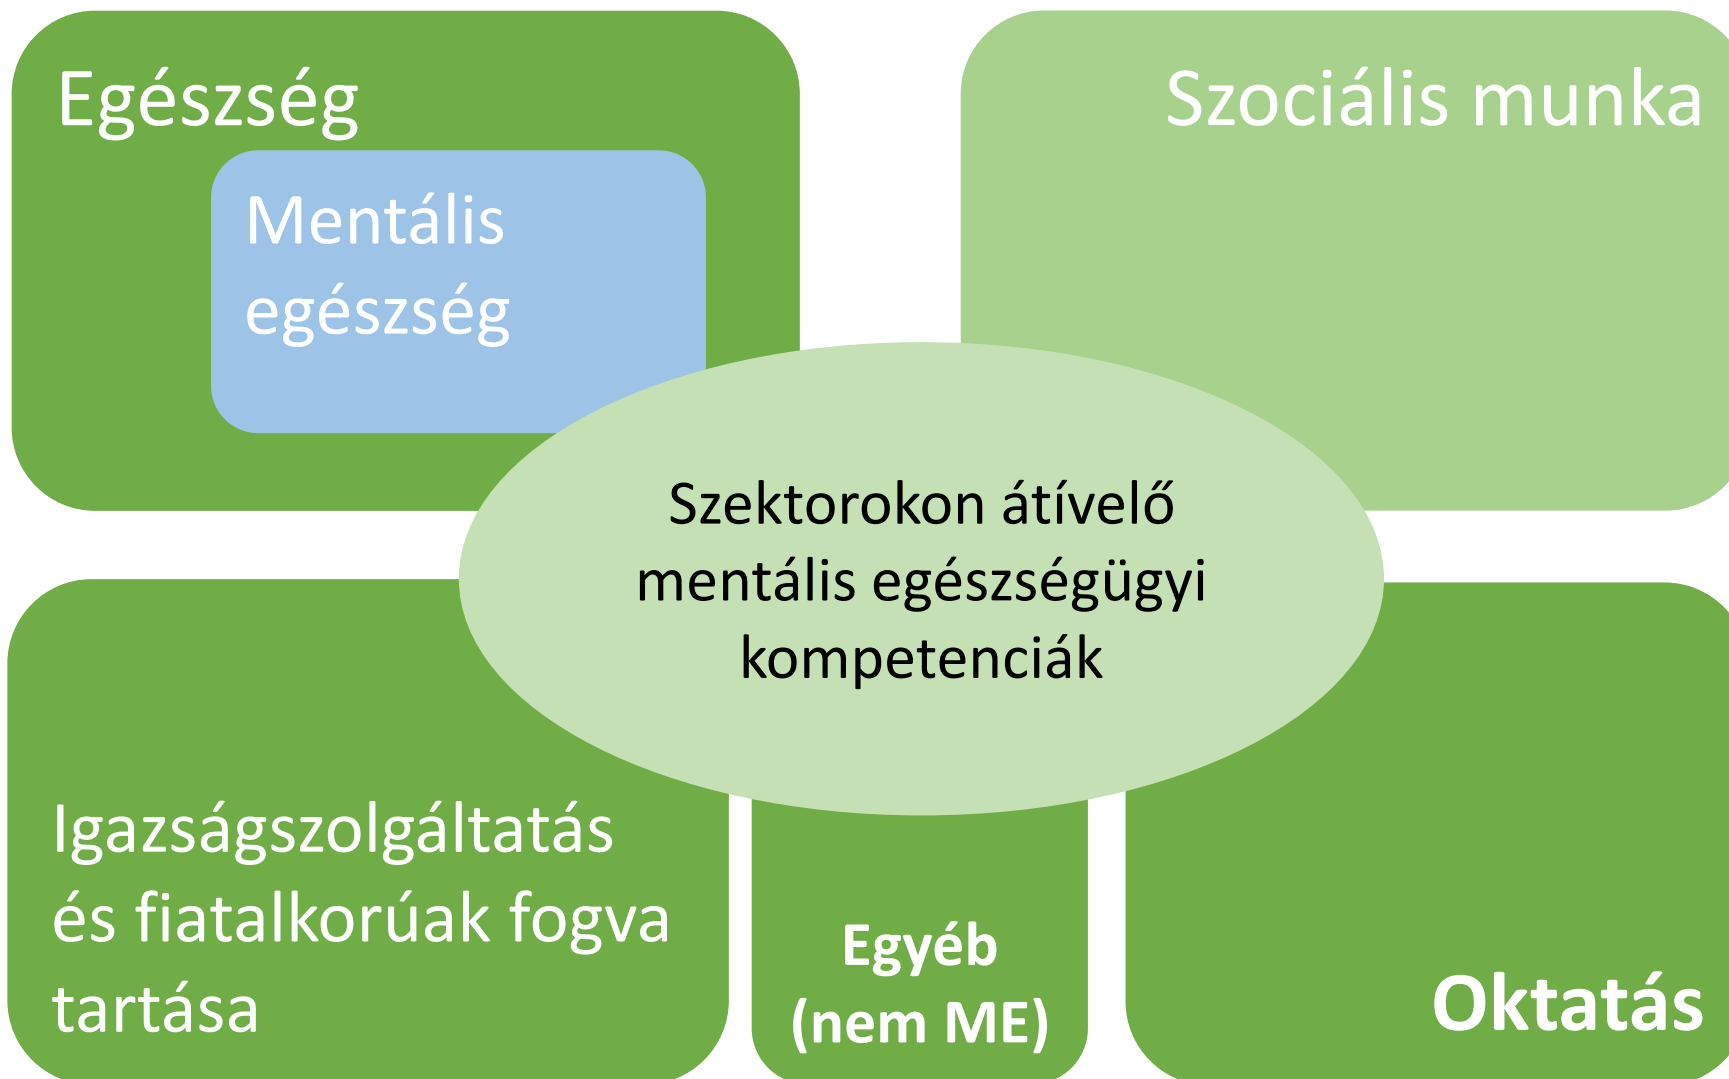 Egészség
Szociális munka
Mentális
egészség
Szektorokon átívelő
mentális egészségügyi
kompetenciák
Igazságszolgáltatás
és fiatalkorúak fogva
tartása
Egyéb
(nem ME)
Oktatás